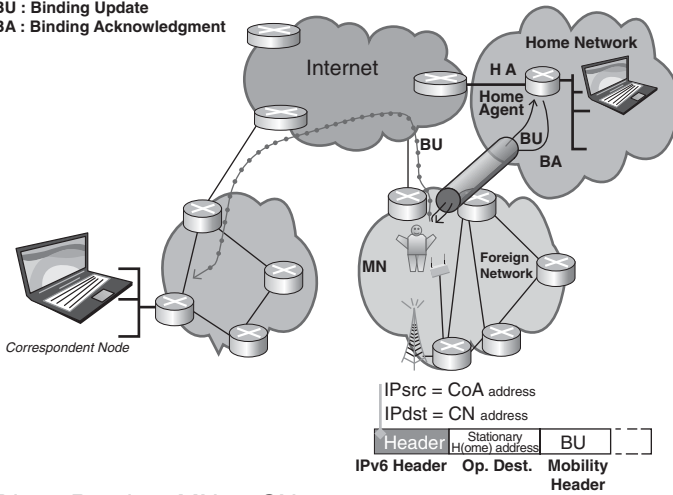 BU : Binding Update
BA : Binding Acknowledgment
Internet
Home Network
H A
Home
Agent
BU
BA
BU
MN
Foreign
Network
Correspondent Node
IPsrc = CoA address
IPdst = CN address
Header
Stationary
H(ome) address
BU
IPv6 Header
Op. Dest.
Mobility
Header